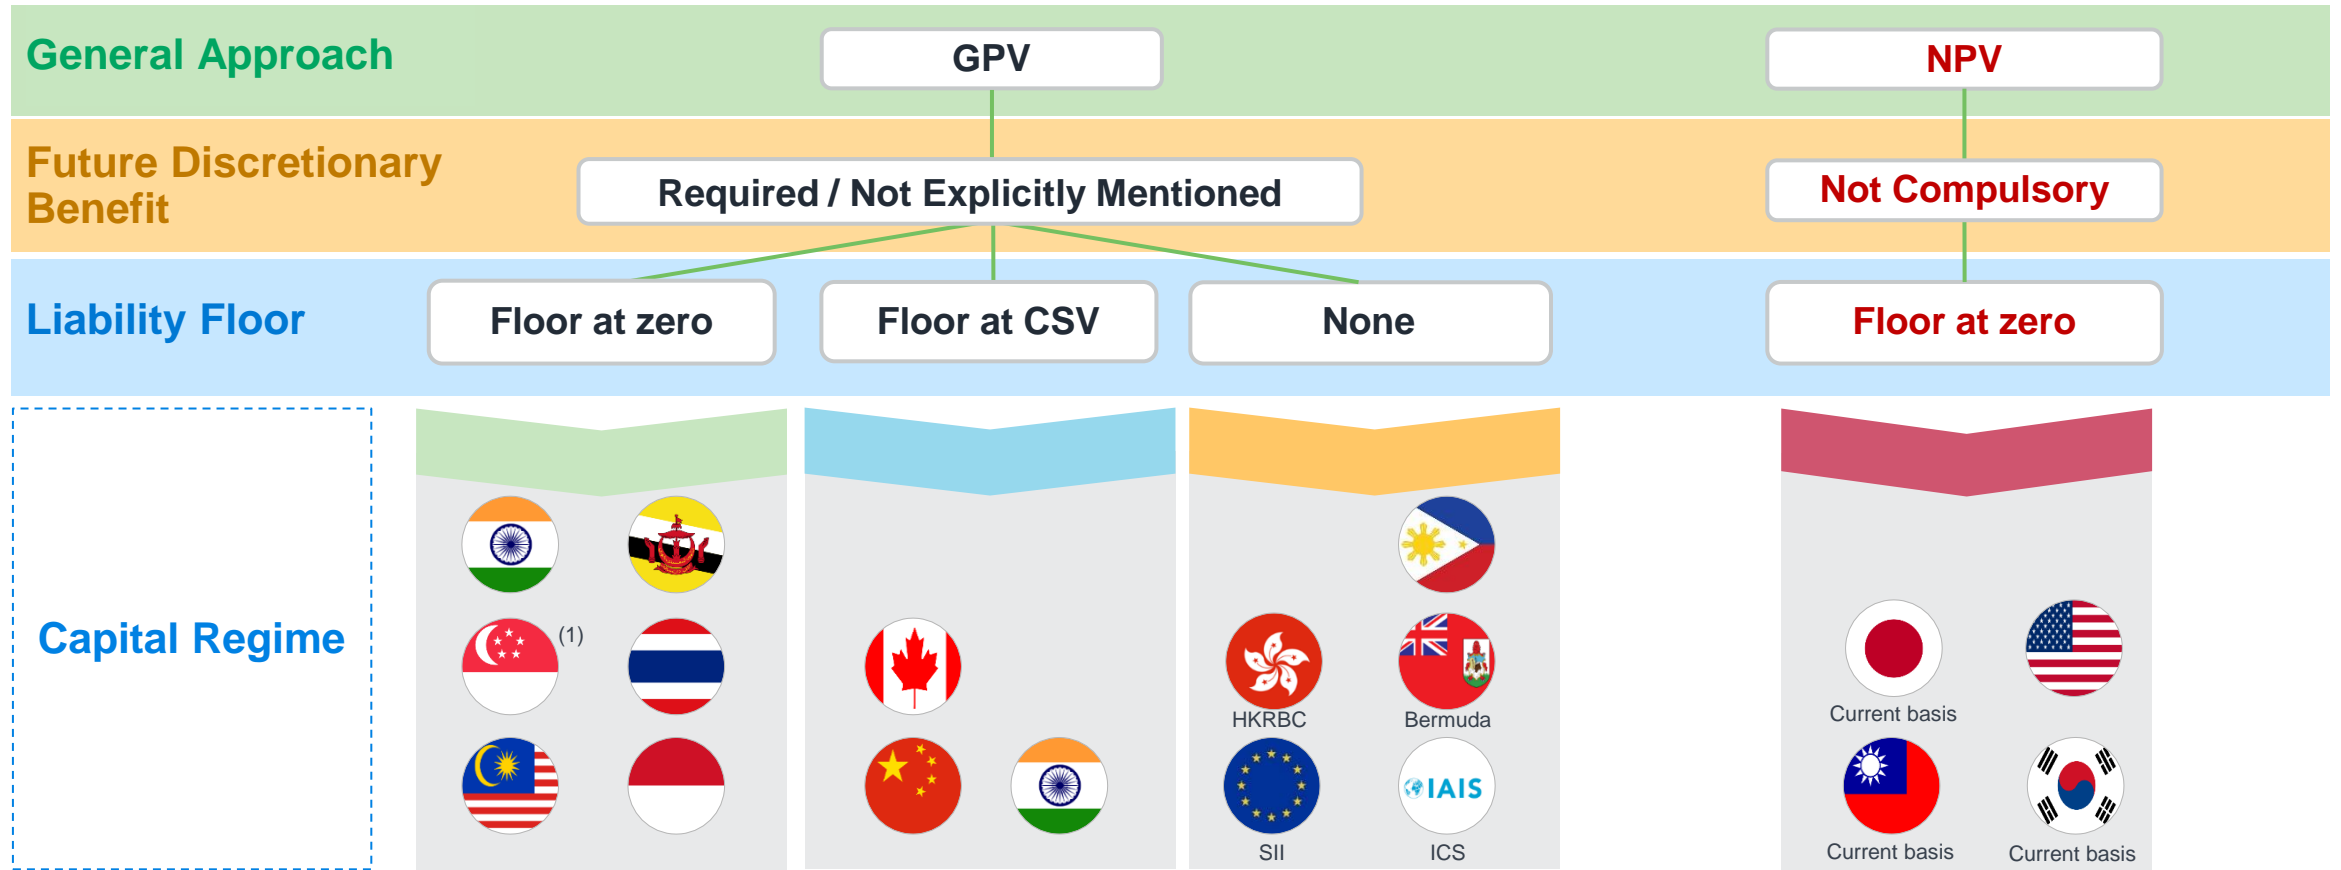 General Approach
GPV
NPV
Future Discretionary
Benefit
Required / Not Explicitly Mentioned
Not Compulsory
Liability Floor
Floor at zero
Floor at CSV
None
Floor at zero
Capital Regime
(1)
HKRBC
Bermuda
SII
IAIS
ICS
Current basis
Current basis
Current basis